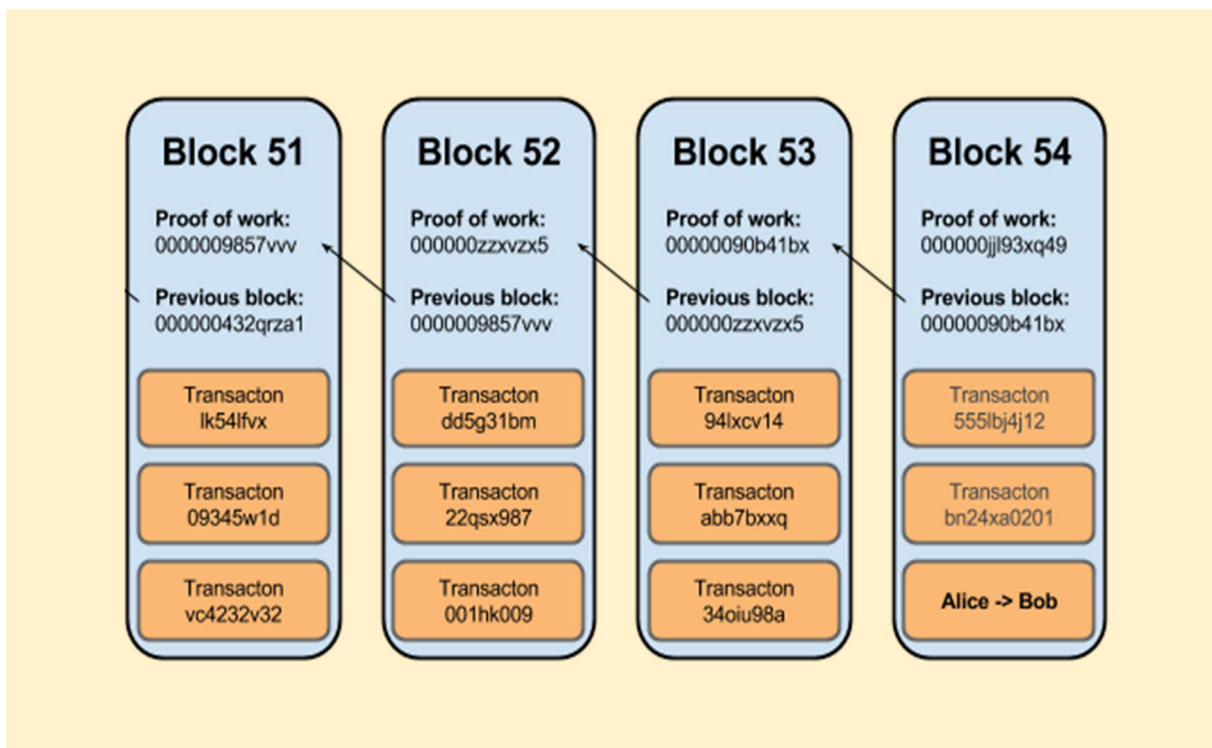 Block 51
Proof of work:
0000009857vvv
Previous block:
000000432qrza1
Transacton
lk54lfvx
Transacton
09345w1d
Transacton
vc4232v32
Block 52
Proof of work:
000000zzxvzx5
Previous block:
0000009857vvv
Transacton
dd5g31bm
Transacton
22qsx987
Transacton
001hk009
Block 53
Proof of work:
00000090b41bx
Previous block:
000000zzxvzx5
Transacton
94lxcv14
Transacton
abb7bxxq
Transacton
34oiu98a
Block 54
Proof of work:
000000jjl93xq49
Previous block:
00000090b41bx
Transacton
555lbj4j12
Transacton
bn24xa0201
Alice -> Bob